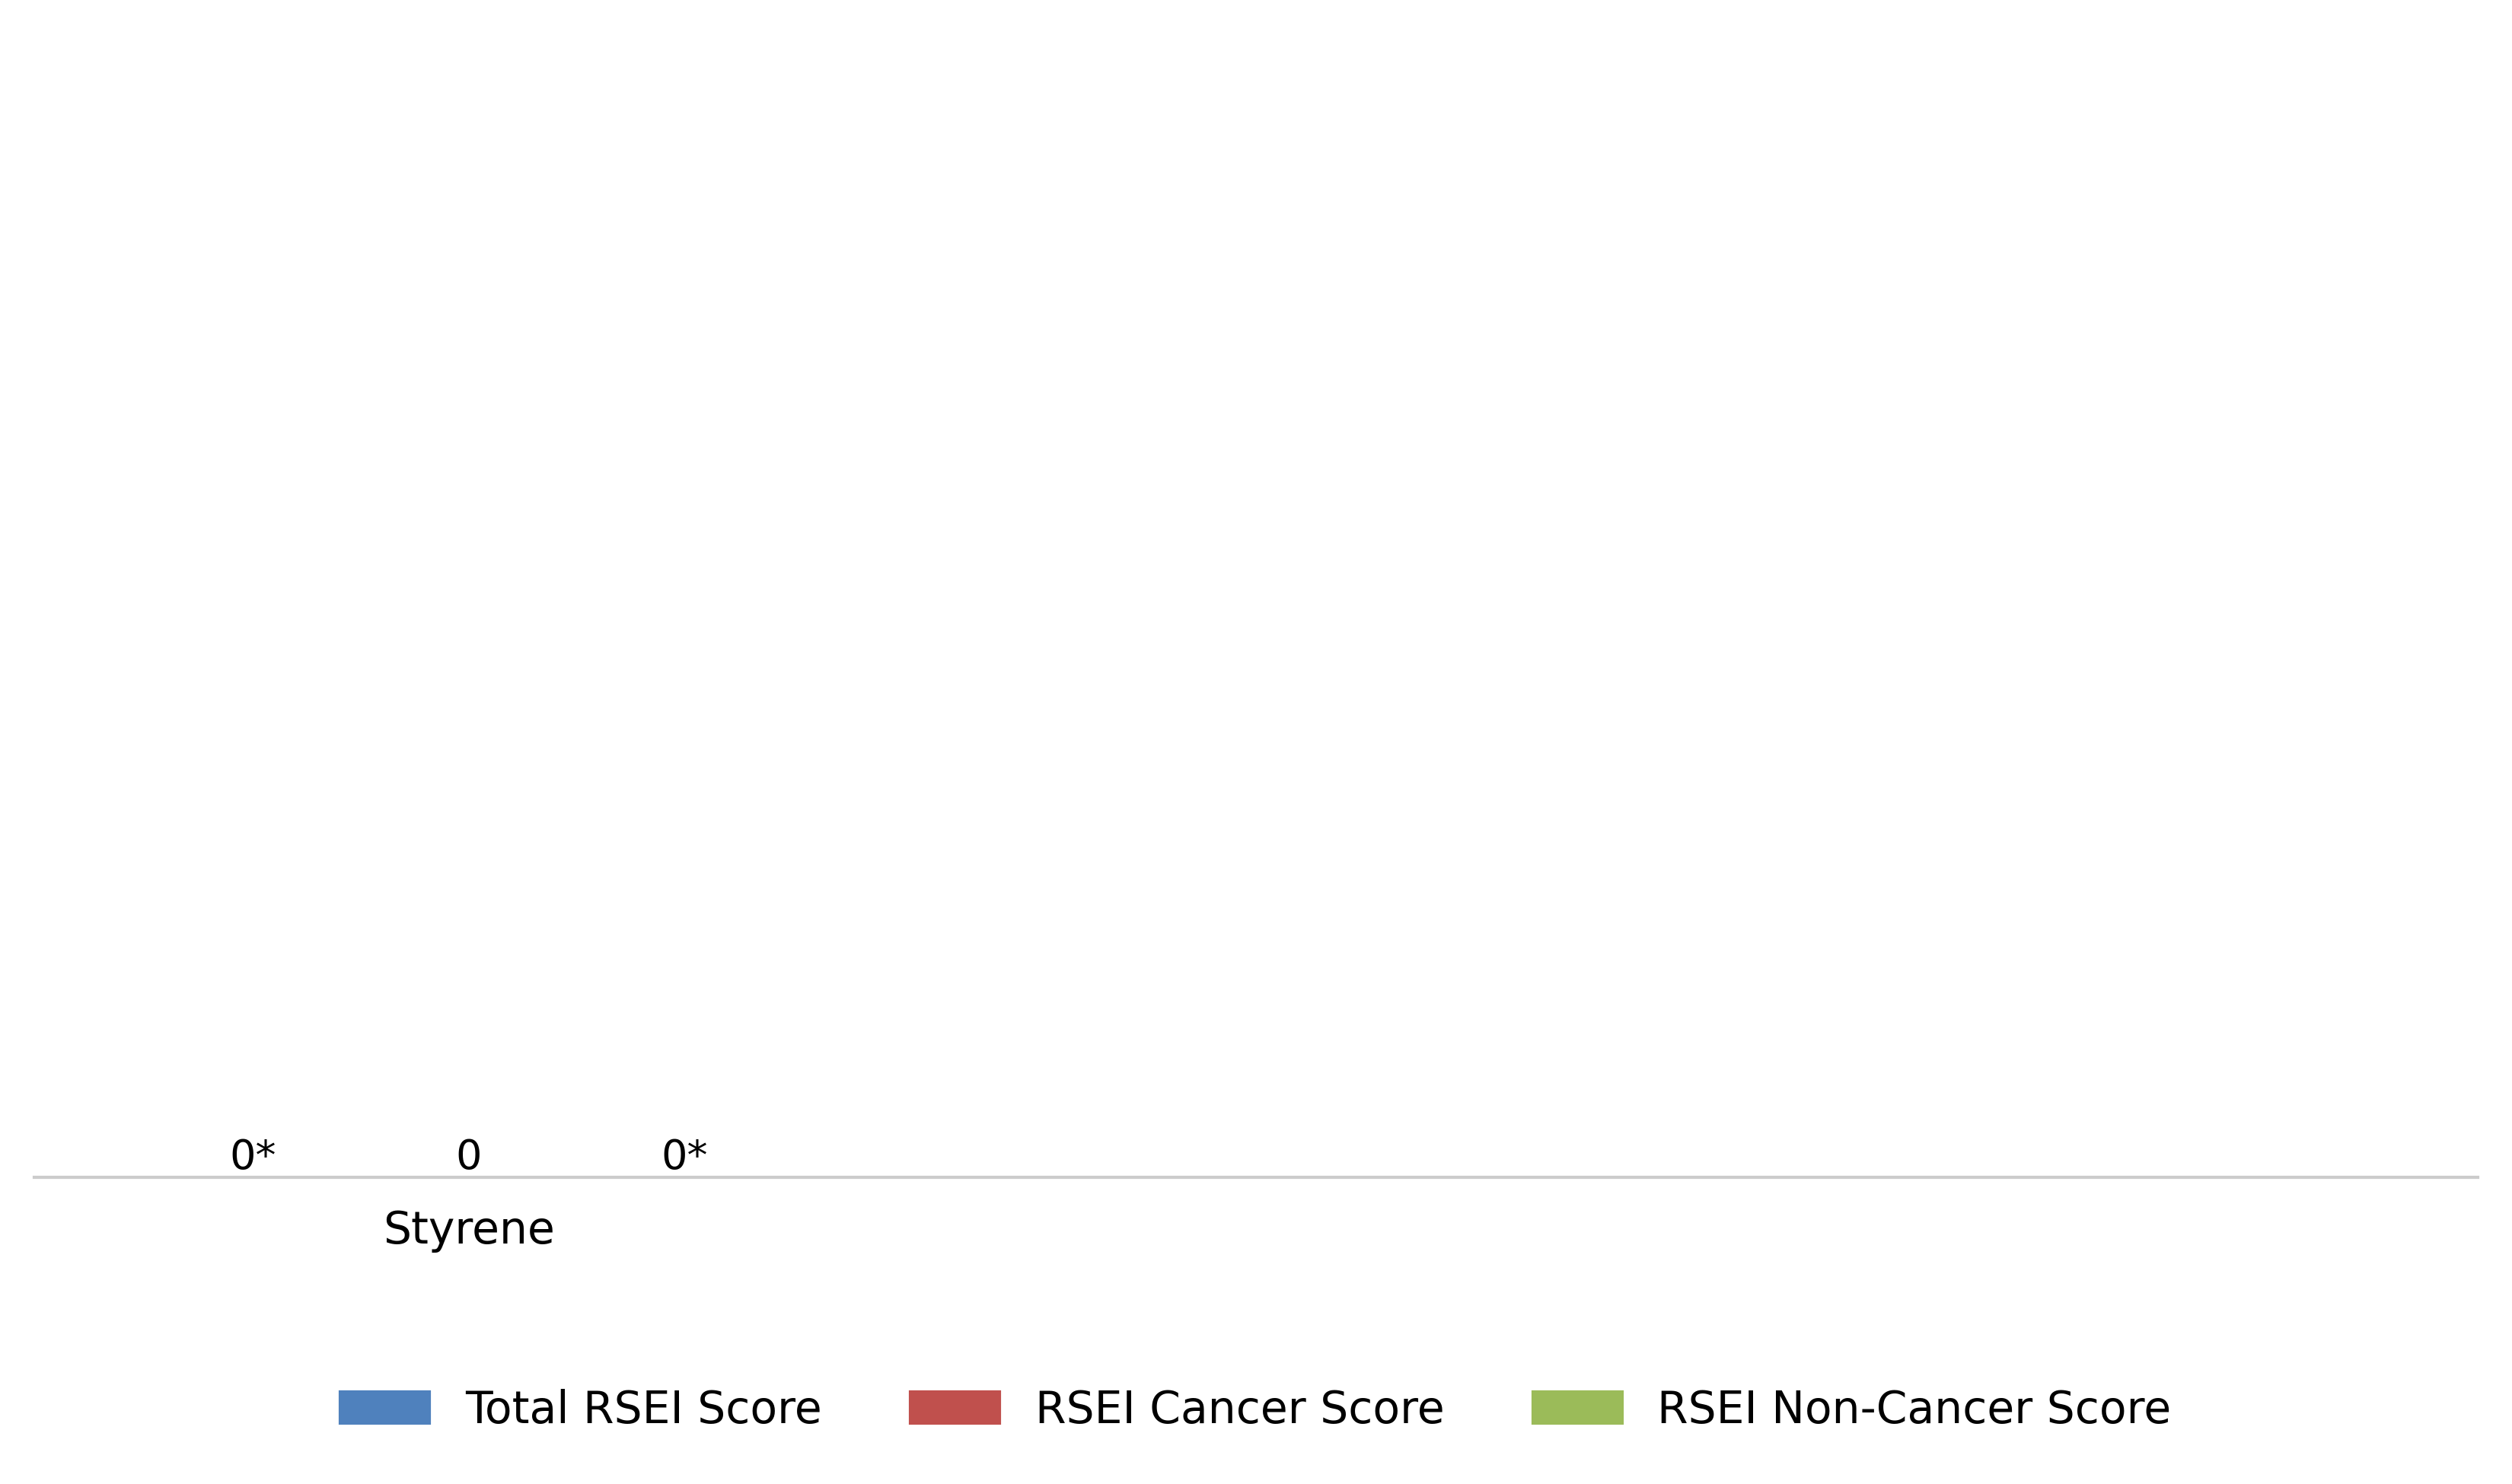 0* 0 0*
Styrene
Total RSEI Score RSEI Cancer Score RSEI Non-Cancer Score